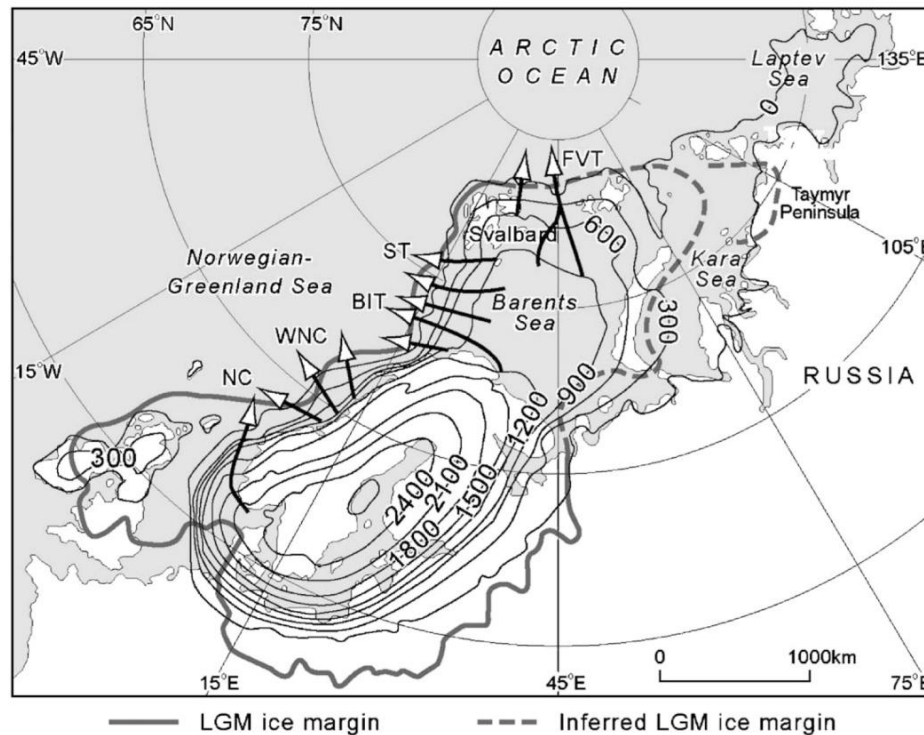 65°N
75°N
45°W
ARCTIC
OCEAN
Laptev
Sea
135°E
0
FVT
Taymyr
Peninsula
Svalbard
600
105°E
Norwegian-
Greenland Sea
ST
Kara
Sea
BIT
Barents
Sea
300
WNC
RUSSIA
15°W
NC
900
1200
300
1500
2100
2400
1800
0
1000km
15°E
45°E
75°E
LGM ice margin
Inferred LGM ice margin